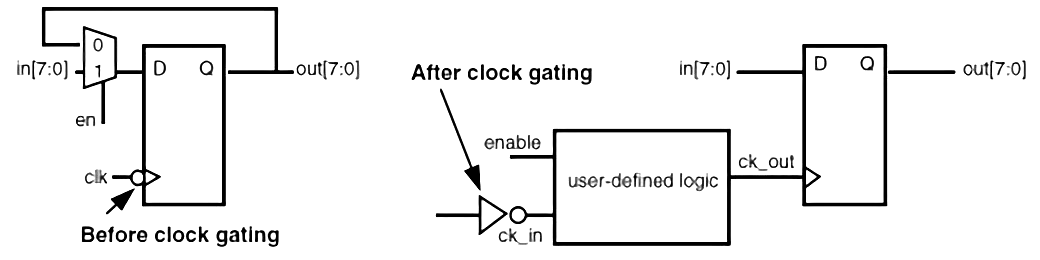 0
in[7:0]
1
D
Q
out[7:0]
en
clk
Before clock gating
After clock gating
in[7:0]
D
Q
out[7:0]
enable
user-defined logic
ck_out
ck_in